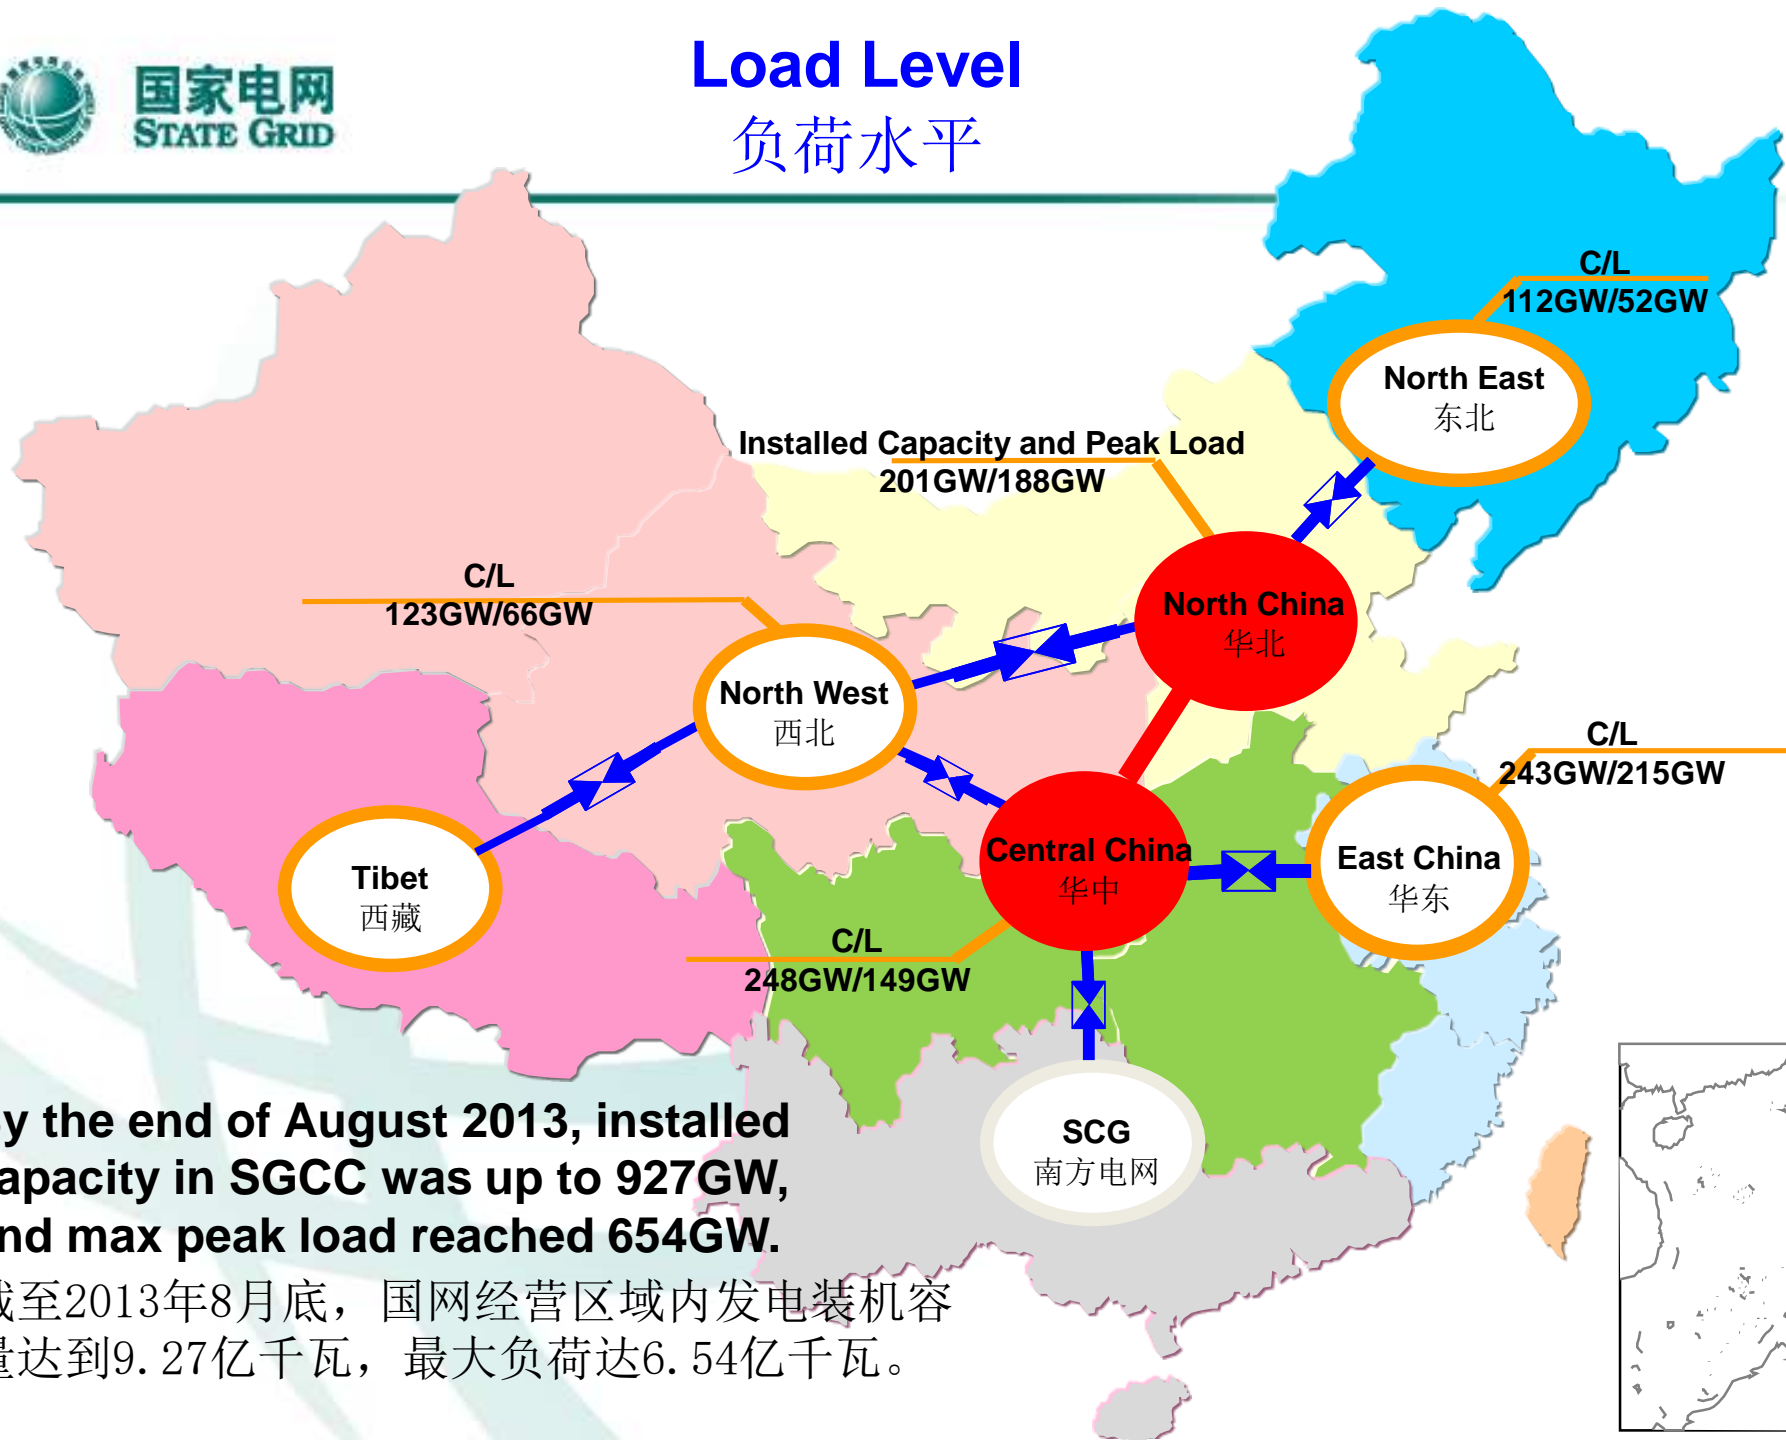 国家电网
STATE GRID
Load Level
负荷水平
C/L
112GW/52GW
North East
东北
Installed Capacity and Peak Load
201GW/188GW
C/L
123GW/66GW
North China
华北
North West
西北
C/L
243GW/215GW
Central China
华中
East China
华东
Tibet
西藏
C/L
248GW/149GW
SCG
南方电网
y the end of August 2013, installed
apacity in SGCC was up to 927GW,
nd max peak load reached 654GW.
截至2013年8月底，国网经营区域内发电装机容
量达到9.27亿千瓦，最大负荷达6.54亿千瓦。